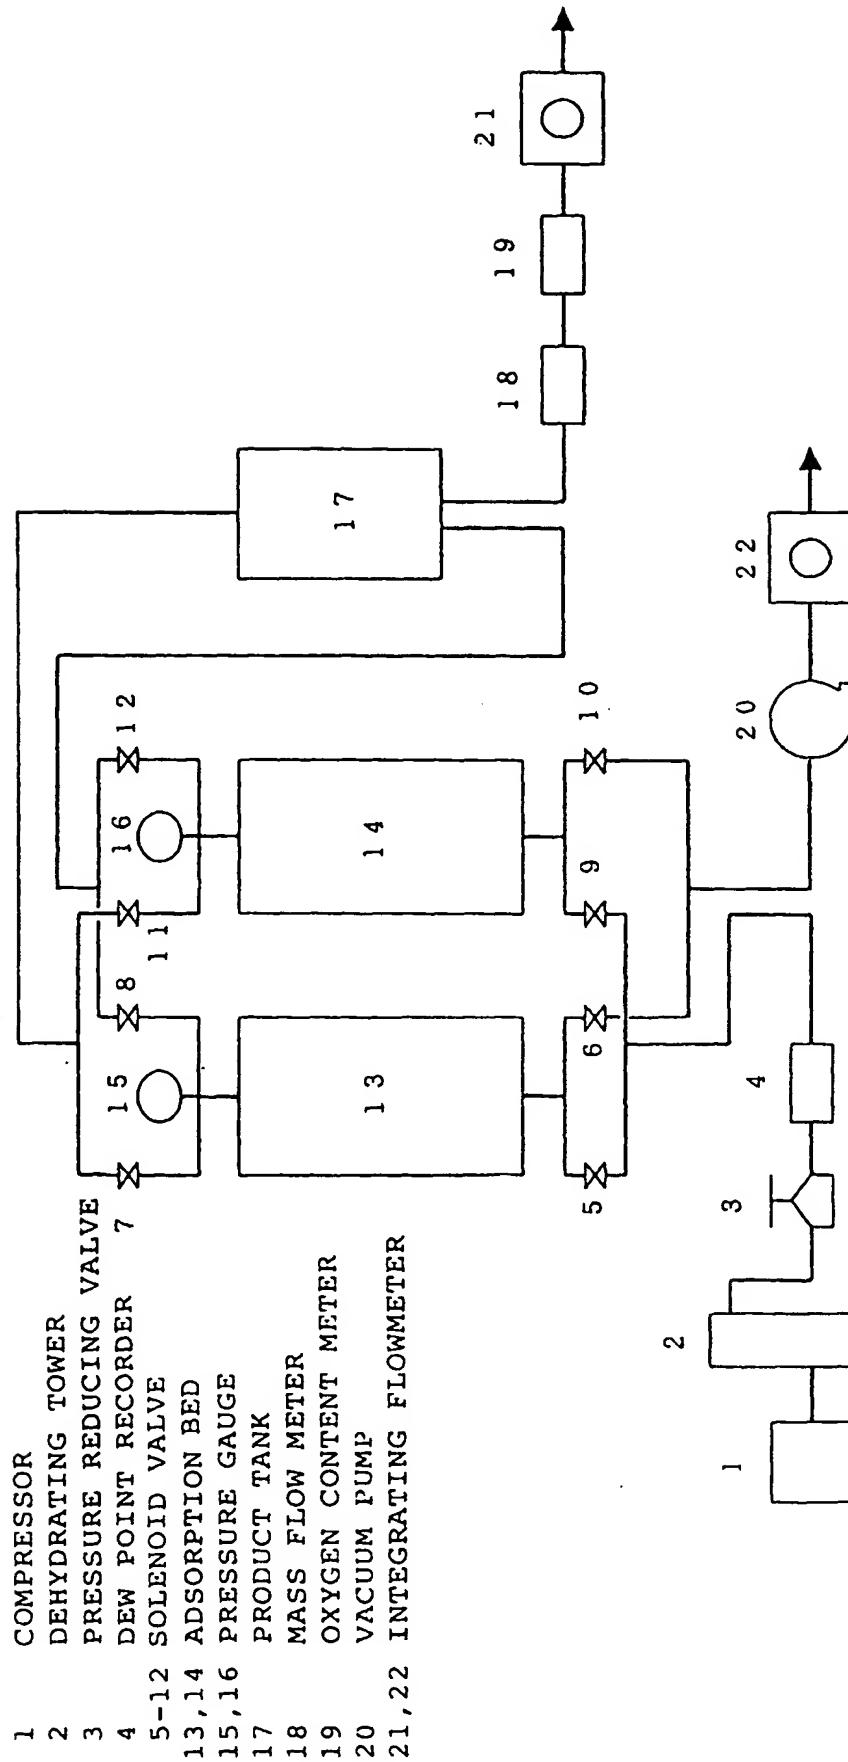 1 COMPRESSOR
2 DEHYDRATING TOWER
3 PRESSURE REDUCING VALVE
4 DEW POINT RECORDER
5-12 SOLENOID VALVE
13,14 ADSORPTION BED
15,16 PRESSURE GAUGE
17 PRODUCT TANK
18 MASS FLOW METER
19 OXYGEN CONTENT METER
20 VACUUM PUMP
21,22 INTEGRATING FLOWMETER
7
15
8
11
16
12
13
14
17
18
19
21
5
6
9
10
1
2
3
4
20
22